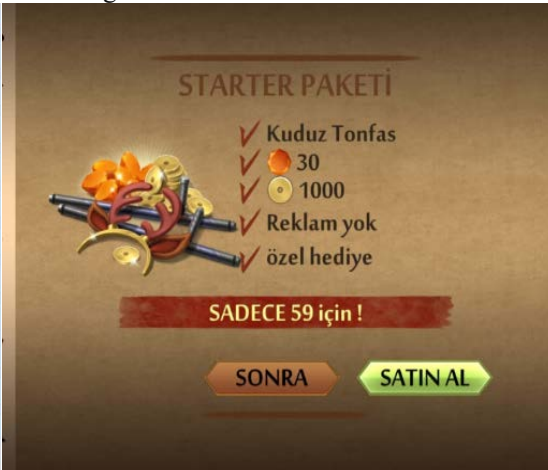 STARTER PAKETİ
Kuduz Tonfas
30
1000
Reklam yok
özel hediye
SADECE 59 için !
SONRA
SATIN AL